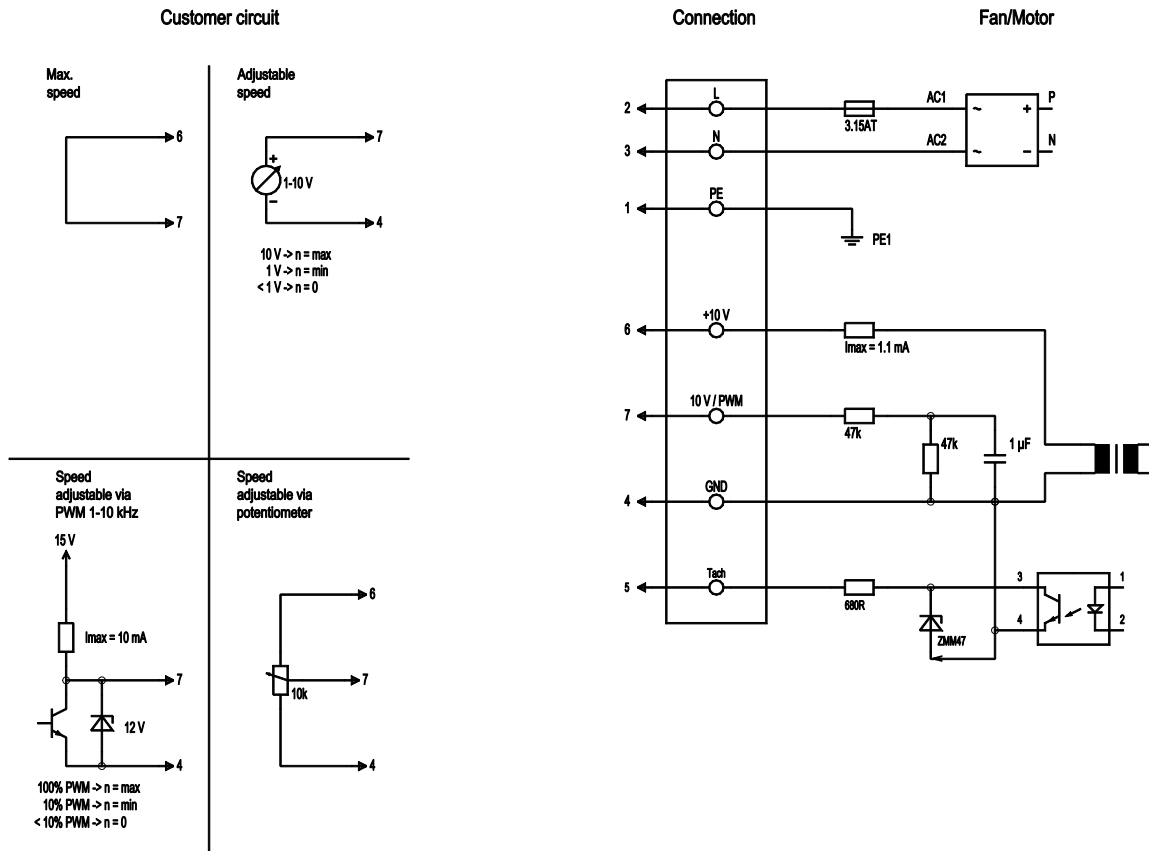 Customer circuit
Connection
Fan/Motor
Max.
speed
6
7
Adjustable
speed
7
+
1-10 V
–
4
10 V -> n = max
1 V -> n = min
< 1 V -> n = 0
Speed
adjustable via
PWM 1-10 kHz
15 V
Imax = 10 mA
7
12 V
4
100% PWM -> n = max
10% PWM -> n = min
< 10% PWM -> n = 0
Speed
adjustable via
potentiometer
6
7
10k
4
2
L
3.15AT
AC1
~
+
P
3
N
AC2
~
–
N
1
PE
PE1
6
+10 V
Imax = 1.1 mA
7
10 V / PWM
47k
47k
1 µF
4
GND
5
Tach
680R
ZMM47
3
4
1
2